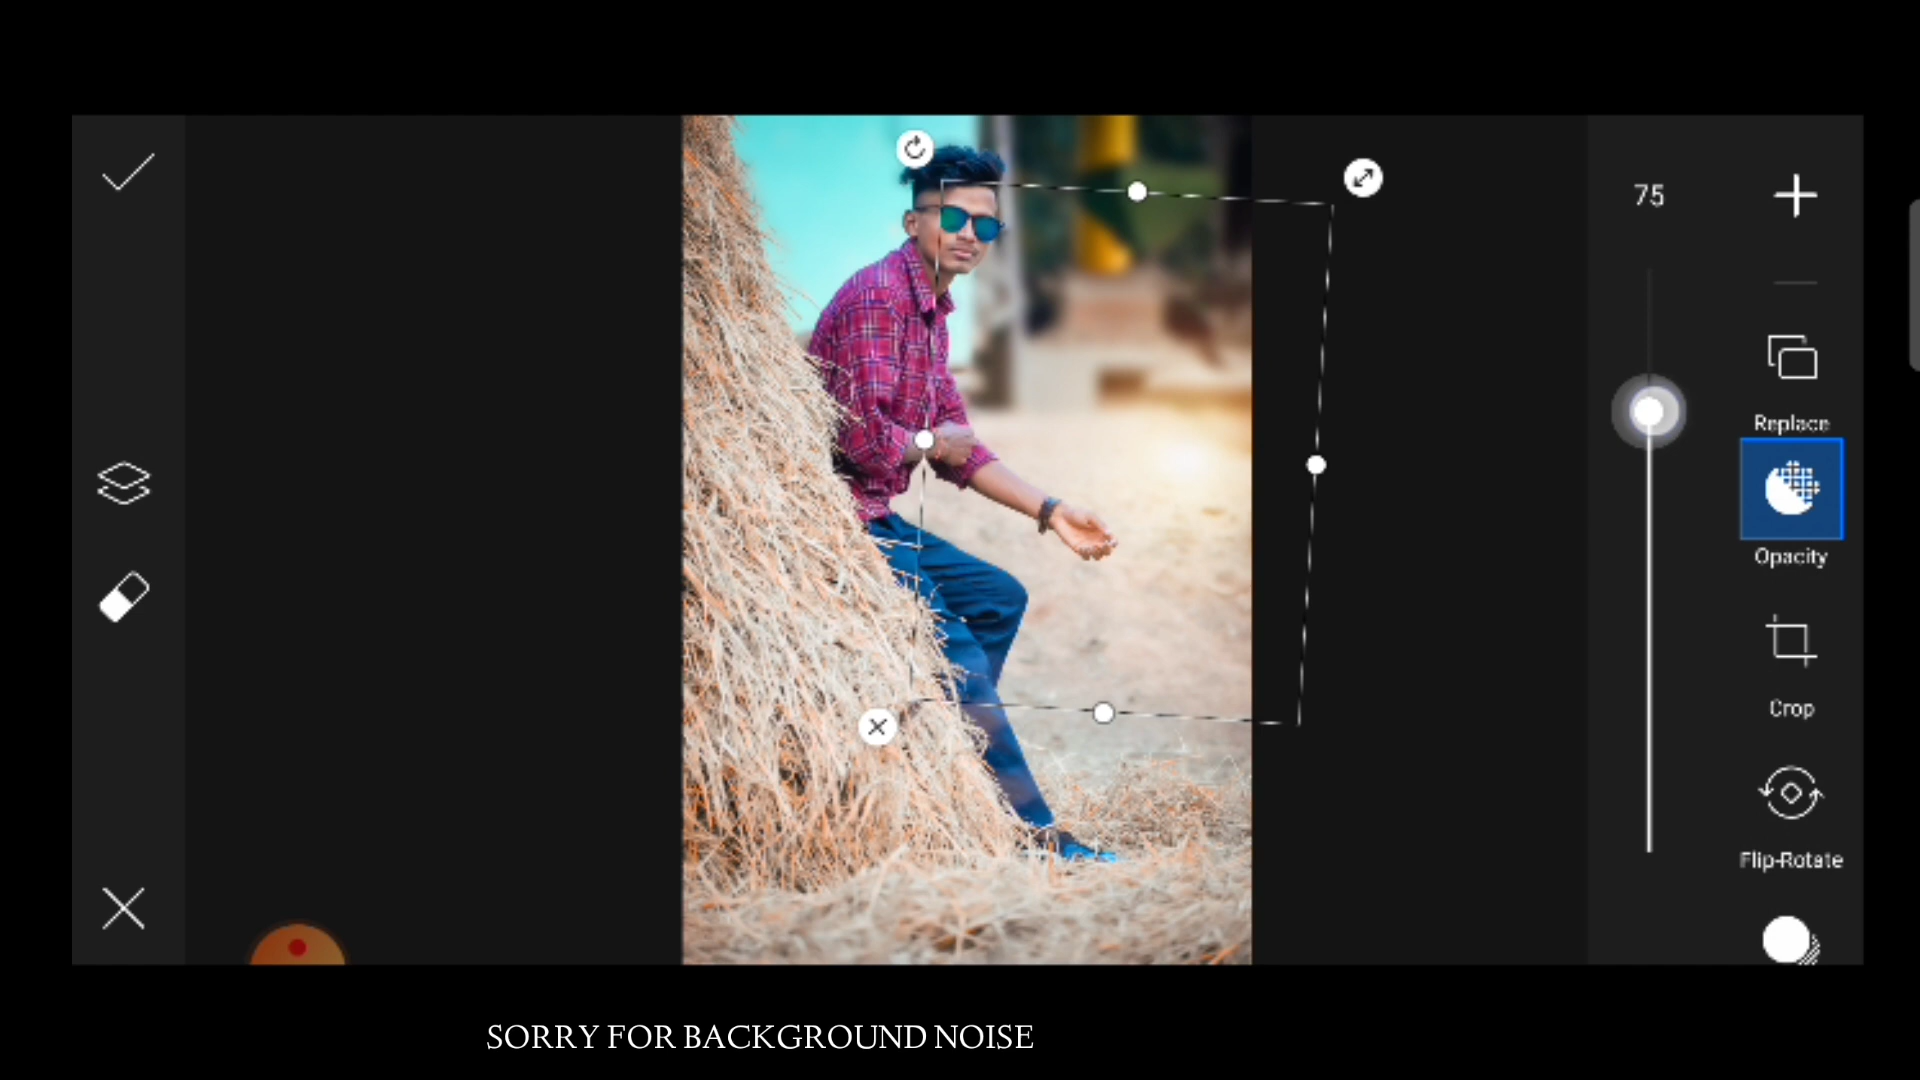 75
Replace
Opacity
Crop
Flip-Rotate
SORRY FOR BACKGROUND NOISE